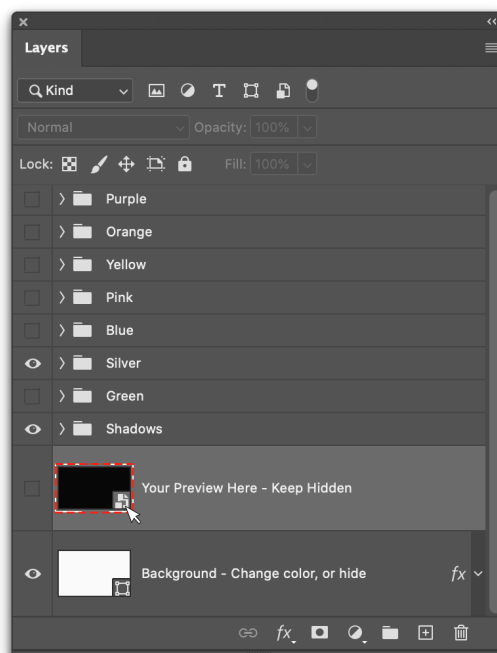 Layers
Kind
Normal Opacity: 100%
Lock: Fill: 100%
Purple
Orange
Yellow
Pink
Blue
Silver
Green
Shadows
Your Preview Here - Keep Hidden
Background - Change color, or hide fx
fx